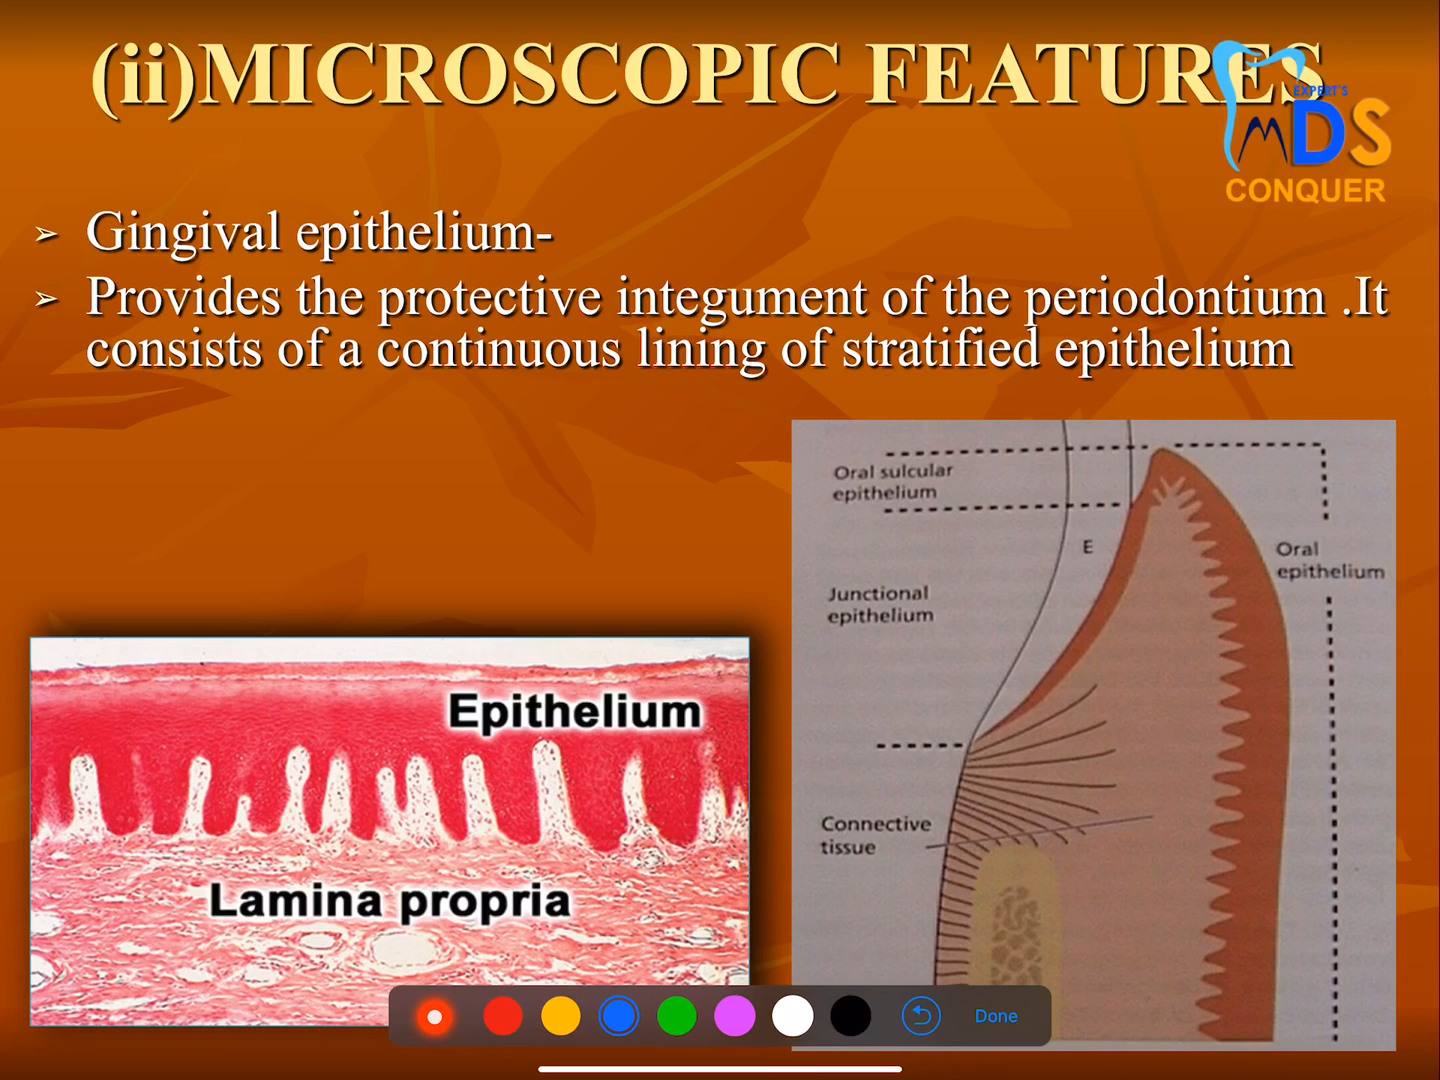 (ii)MICROSCOPIC FEATURES
EXPERT'S
MDS
CONQUER
➢ Gingival epithelium-
➢ Provides the protective integument of the periodontium .It
consists of a continuous lining of stratified epithelium
Oral sulcular
epithelium
E
Oral
epithelium
Junctional
epithelium
Connective
tissue
Epithelium
Lamina propria
Done